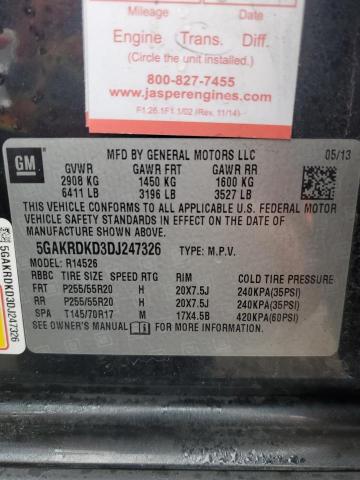 Mileage
Date
Engine Trans. Diff.
(Circle the unit installed.)
800-827-7455
www.jasperengines.com
F1.26.1F1.1/02 (Rev. 11/14)
GM
MFD BY GENERAL MOTORS LLC 05/13
GVWR GAWR FRT GAWR RR
2908 KG 1450 KG 1600 KG
6411 LB 3196 LB 3527 LB
THIS VEHICLE CONFORMS TO ALL APPLICABLE U.S. FEDERAL MOTOR
VEHICLE SAFETY, BUMPER, AND THEFT PREVENTION STANDARDS
IN EFFECT ON THE DATE OF MANUFACTURE SHOWN ABOVE.
5GAKRDKD3DJ247326 TYPE: M.P.V.
MODEL: R14526
RBBC TIRE SIZE SPEED RTG RIM COLD TIRE PRESSURE
FRT P255/55R20 H 20X7.5J 240KPA(35PSI)
RR P255/55R20 H 20X7.5J 240KPA(35PSI)
SPA T145/70R17 M 17X4.5B 420KPA(60PSI)
SEE OWNER'S MANUAL FOR MORE INFORMATION.
5GAKRDKD3DJ247326